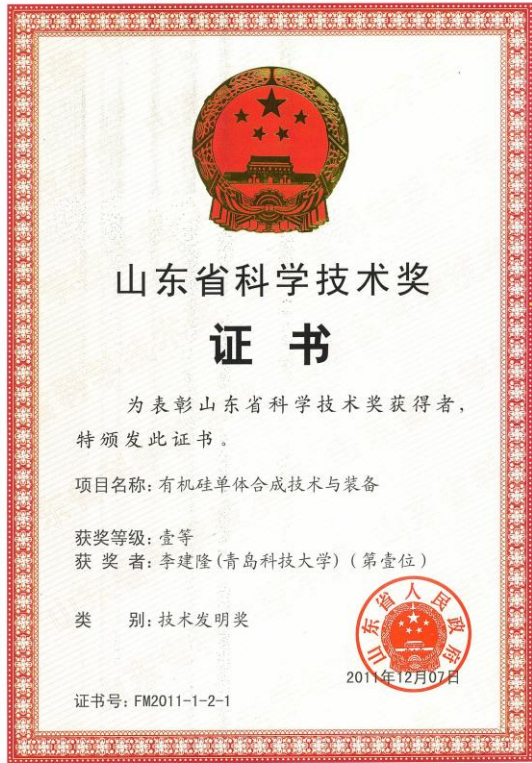 山东省科学技术奖
证书
为表彰山东省科学技术奖获得者，
特颁发此证书。
项目名称：有机硅单体合成技术与装备
获奖等级：壹等
获奖者：李建隆(青岛科技大学)（第壹位）
类别：技术发明奖
山东省人民政府
2011年12月07日
证书号：FM2011-1-2-1